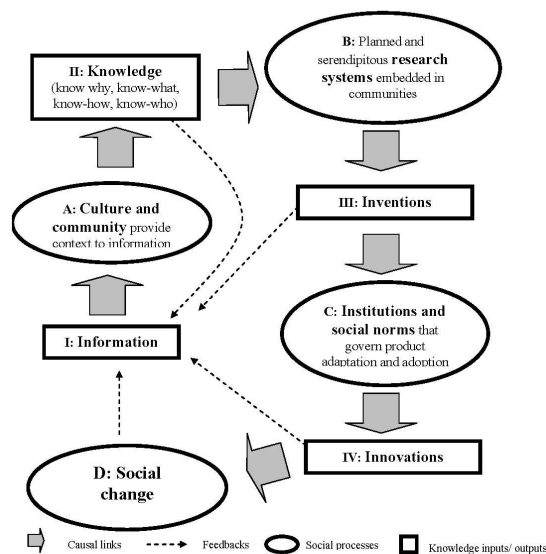 II: Knowledge
(know why, know-what,
know-how, know-who)
B: Planned and
serendipitous research
systems embedded in
communities
A: Culture and
community provide
context to information
III: Inventions
C: Institutions and
social norms that
govern product
adaptation and adoption
I: Information
D: Social
change
IV: Innovations
Causal links
Feedbacks
Social processes
Knowledge inputs/ outputs